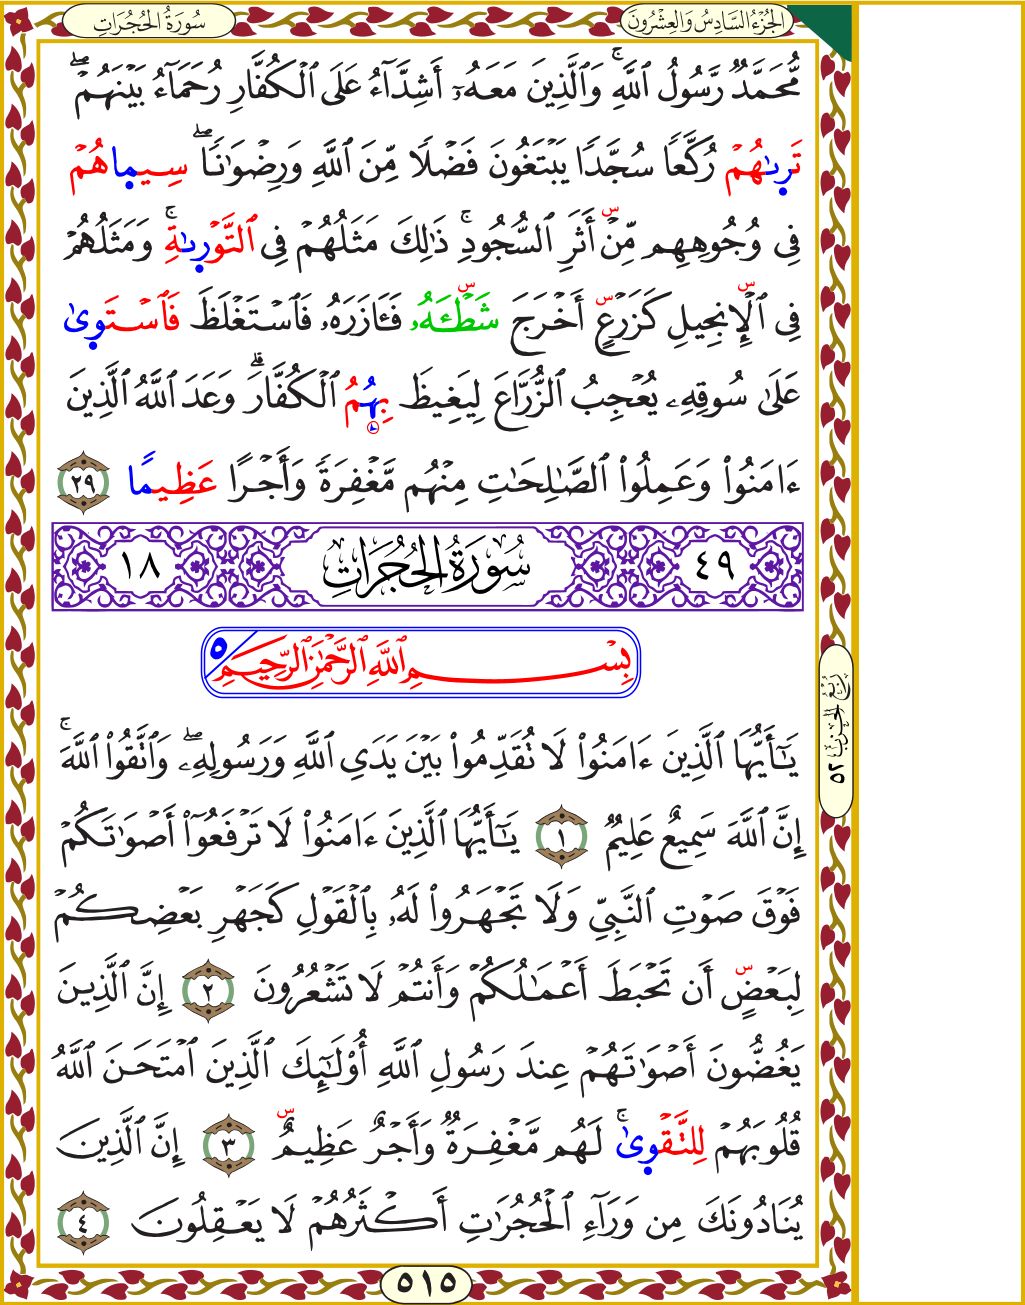 الجُزْءُ السَّادِسُ وَالعِشْرُونَ
سُورَةُ الحُجُرَاتِ
مُّحَمَّدٌ رَّسُولُ ٱللَّهِۚ وَٱلَّذِينَ مَعَهُۥٓ أَشِدَّآءُ عَلَى ٱلۡكُفَّارِ رُحَمَآءُ بَيۡنَهُمۡۖ
تَرِىٰهُمۡ رُكَّعًا سُجَّدًا يَبۡتَغُونَ فَضۡلًا مِّنَ ٱللَّهِ وَرِضۡوَٰنًاۖ سِيمِاهُمۡ
فِي وُجُوهِهِم مِّنۡ أَثَرِ ٱلسُّجُودِۚ ذَٰلِكَ مَثَلُهُمۡ فِي ٱلتَّوۡرِىٰةِۚ وَمَثَلُهُمۡ
فِي ٱلۡإِنجِيلِ كَزَرۡعٍ أَخۡرَجَ شَطۡـَٔهُۥ فَـَٔازَرَهُۥ فَٱسۡتَغۡلَظَ فَٱسۡتَوِىٰ
عَلَىٰ سُوقِهِۦ يُعۡجِبُ ٱلزُّرَّاعَ لِيَغِيظَ بِهُِمُ ٱلۡكُفَّارَۗ وَعَدَ ٱللَّهُ ٱلَّذِينَ
ءَامَنُواْ وَعَمِلُواْ ٱلصَّٰلِحَٰتِ مِنۡهُم مَّغۡفِرَةً وَأَجۡرًا عَظِيمًا ٢٩
٤٩ سُورَةُ الحُجُرَاتِ ١٨
بِسۡمِ ٱللَّهِ ٱلرَّحۡمَٰنِ ٱلرَّحِيمِ ٥
يَٰٓأَيُّهَا ٱلَّذِينَ ءَامَنُواْ لَا تُقَدِّمُواْ بَيۡنَ يَدَيِ ٱللَّهِ وَرَسُولِهِۦۖ وَٱتَّقُواْ ٱللَّهَۚ
إِنَّ ٱللَّهَ سَمِيعٌ عَلِيمٌ ١ يَٰٓأَيُّهَا ٱلَّذِينَ ءَامَنُواْ لَا تَرۡفَعُوٓاْ أَصۡوَٰتَكُمۡ
فَوۡقَ صَوۡتِ ٱلنَّبِيِّ وَلَا تَجۡهَرُواْ لَهُۥ بِٱلۡقَوۡلِ كَجَهۡرِ بَعۡضِكُمۡ
لِبَعۡضٍ أَن تَحۡبَطَ أَعۡمَٰلُكُمۡ وَأَنتُمۡ لَا تَشۡعُرُونَ ٢ إِنَّ ٱلَّذِينَ
يَغُضُّونَ أَصۡوَٰتَهُمۡ عِندَ رَسُولِ ٱللَّهِ أُوْلَٰٓئِكَ ٱلَّذِينَ ٱمۡتَحَنَ ٱللَّهُ
قُلُوبَهُمۡ لِلتَّقۡوِىٰۚ لَهُم مَّغۡفِرَةٌ وَأَجۡرٌ عَظِيمٌ ٣ إِنَّ ٱلَّذِينَ
يُنَادُونَكَ مِن وَرَآءِ ٱلۡحُجُرَٰتِ أَكۡثَرُهُمۡ لَا يَعۡقِلُونَ ٤
رُبُعُ الحِزْبِ ٥٢
٥١٥